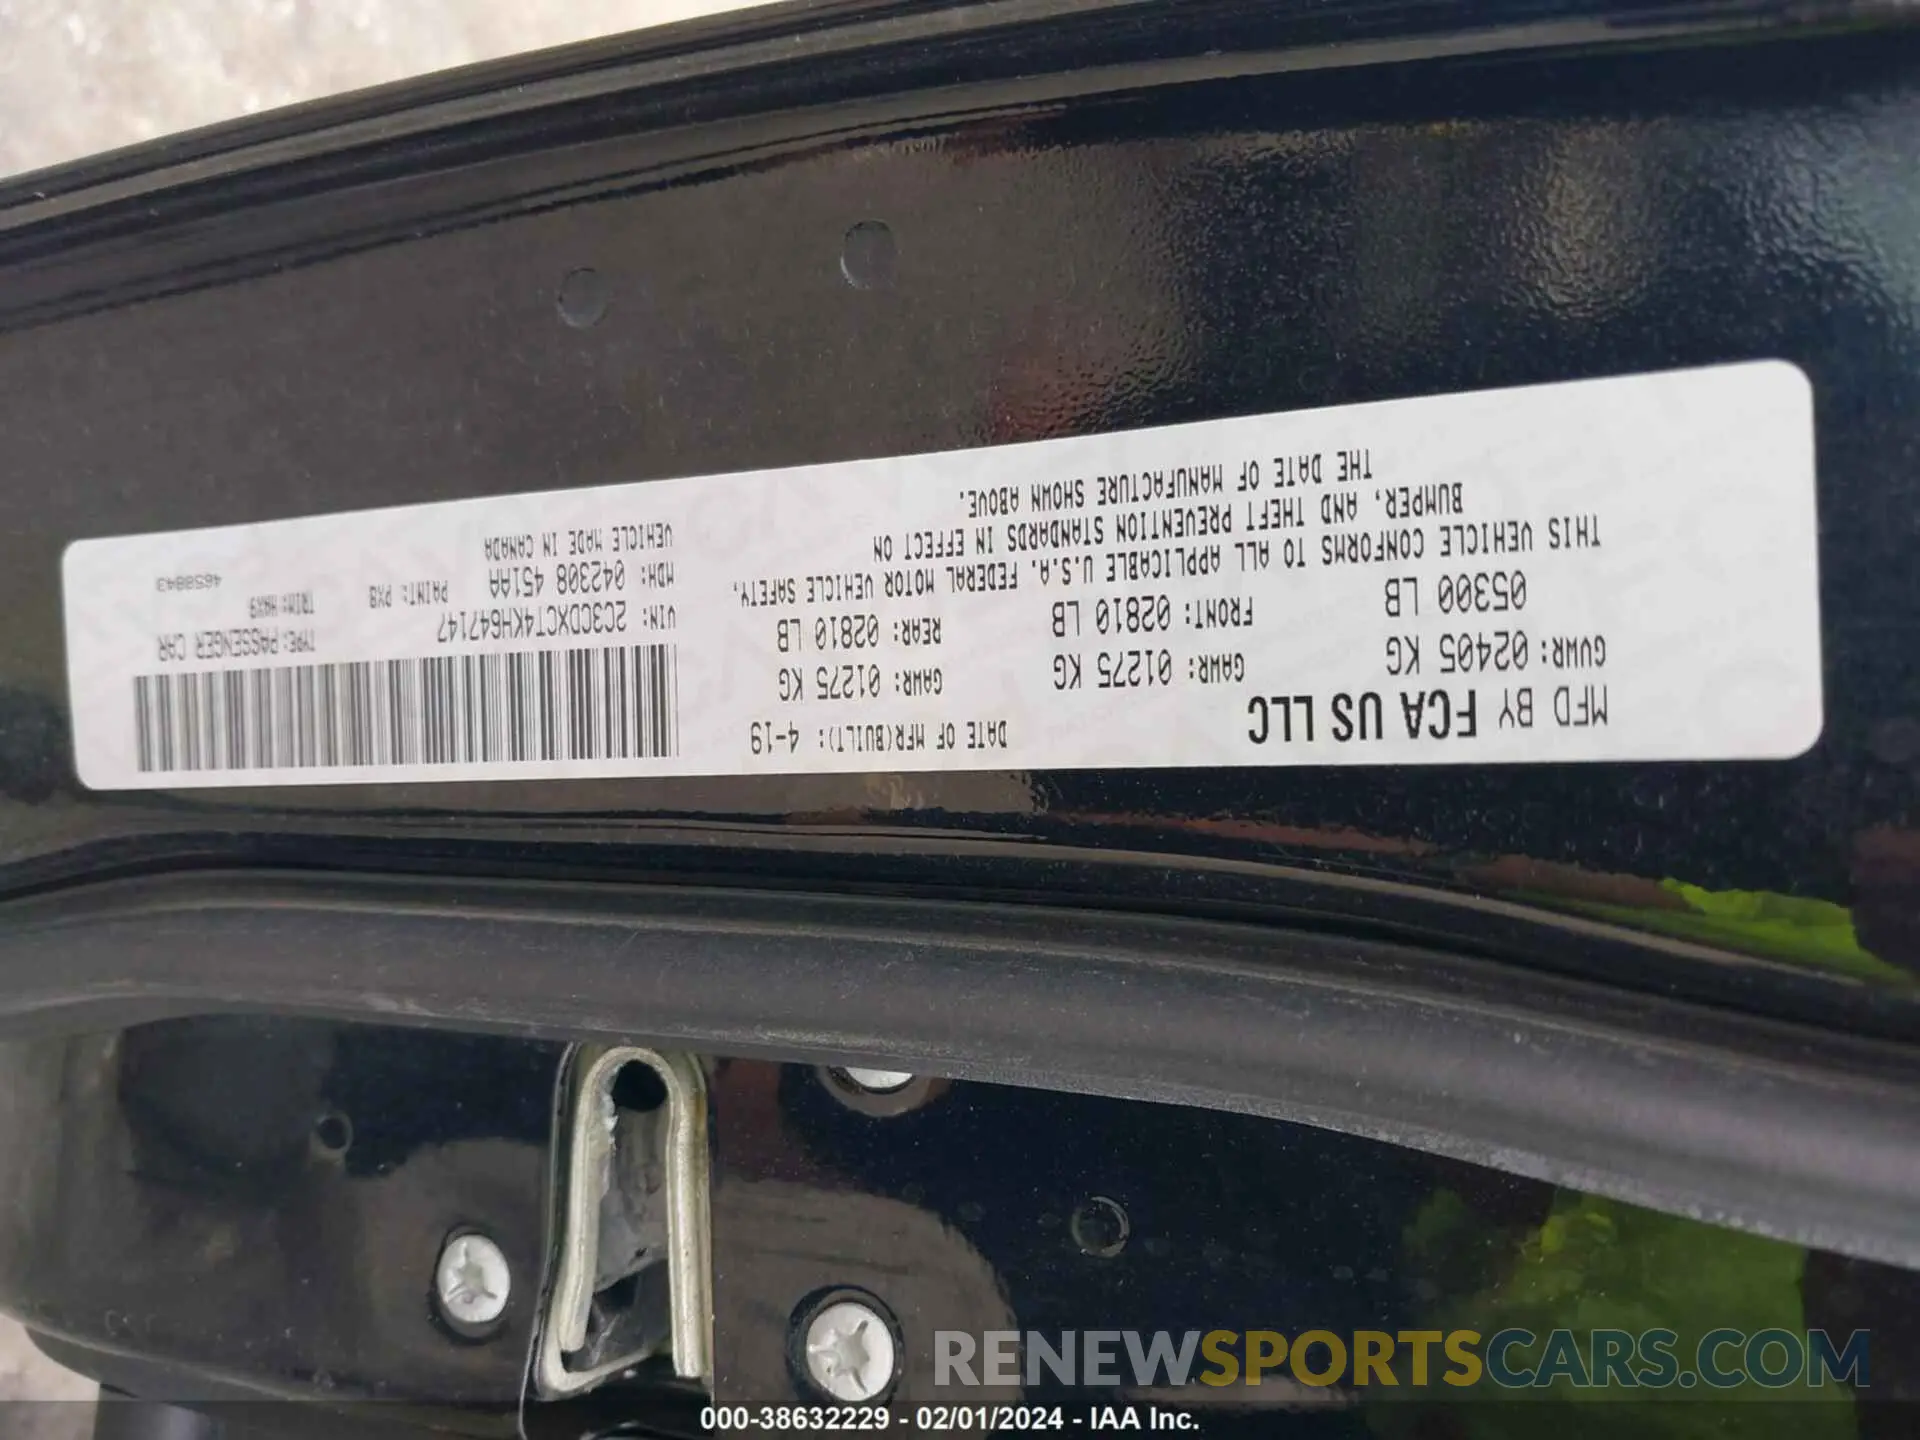 MFD BY FCA US LLC
DATE OF MFR(BUILT): 4-19
GVWR: 02405 KG
05300 LB
GAWR: 01275 KG
FRONT: 02810 LB
GAWR: 01275 KG
REAR: 02810 LB
THIS VEHICLE CONFORMS TO ALL APPLICABLE U.S.A. FEDERAL MOTOR VEHICLE SAFETY,
BUMPER, AND THEFT PREVENTION STANDARDS IN EFFECT ON
THE DATE OF MANUFACTURE SHOWN ABOVE.
VIN: 2C3CDXCT4KH647147
TYPE: PASSENGER CAR
MDH: 042308 451AA
PAINT: PX8
TRIM: HAX9
VEHICLE MADE IN CANADA
RENEWSPORTSCARS.COM
000-38632229 - 02/01/2024 - IAA Inc.